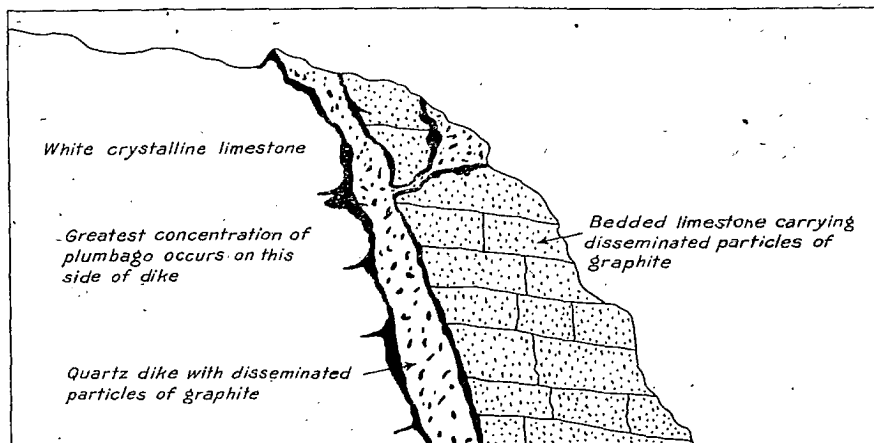 White crystalline limestone
Greatest concentration of
plumbago occurs on this
side of dike
Bedded limestone carrying
disseminated particles of
graphite
Quartz dike with disseminated
particles of graphite